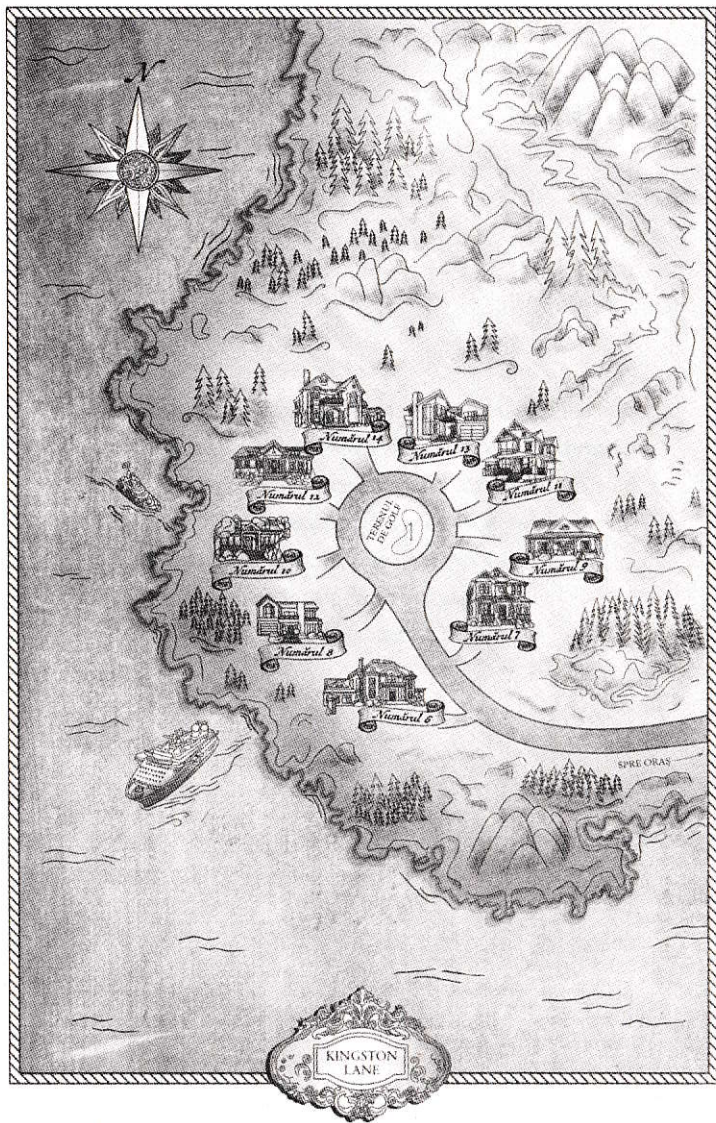 N
Numărul 14
Numărul 13
Numărul 12
Numărul 11
TERENUL
DE GOLF
Numărul 10
Numărul 9
Numărul 8
Numărul 7
Numărul 6
SPRE ORAȘ
KINGSTON
LANE